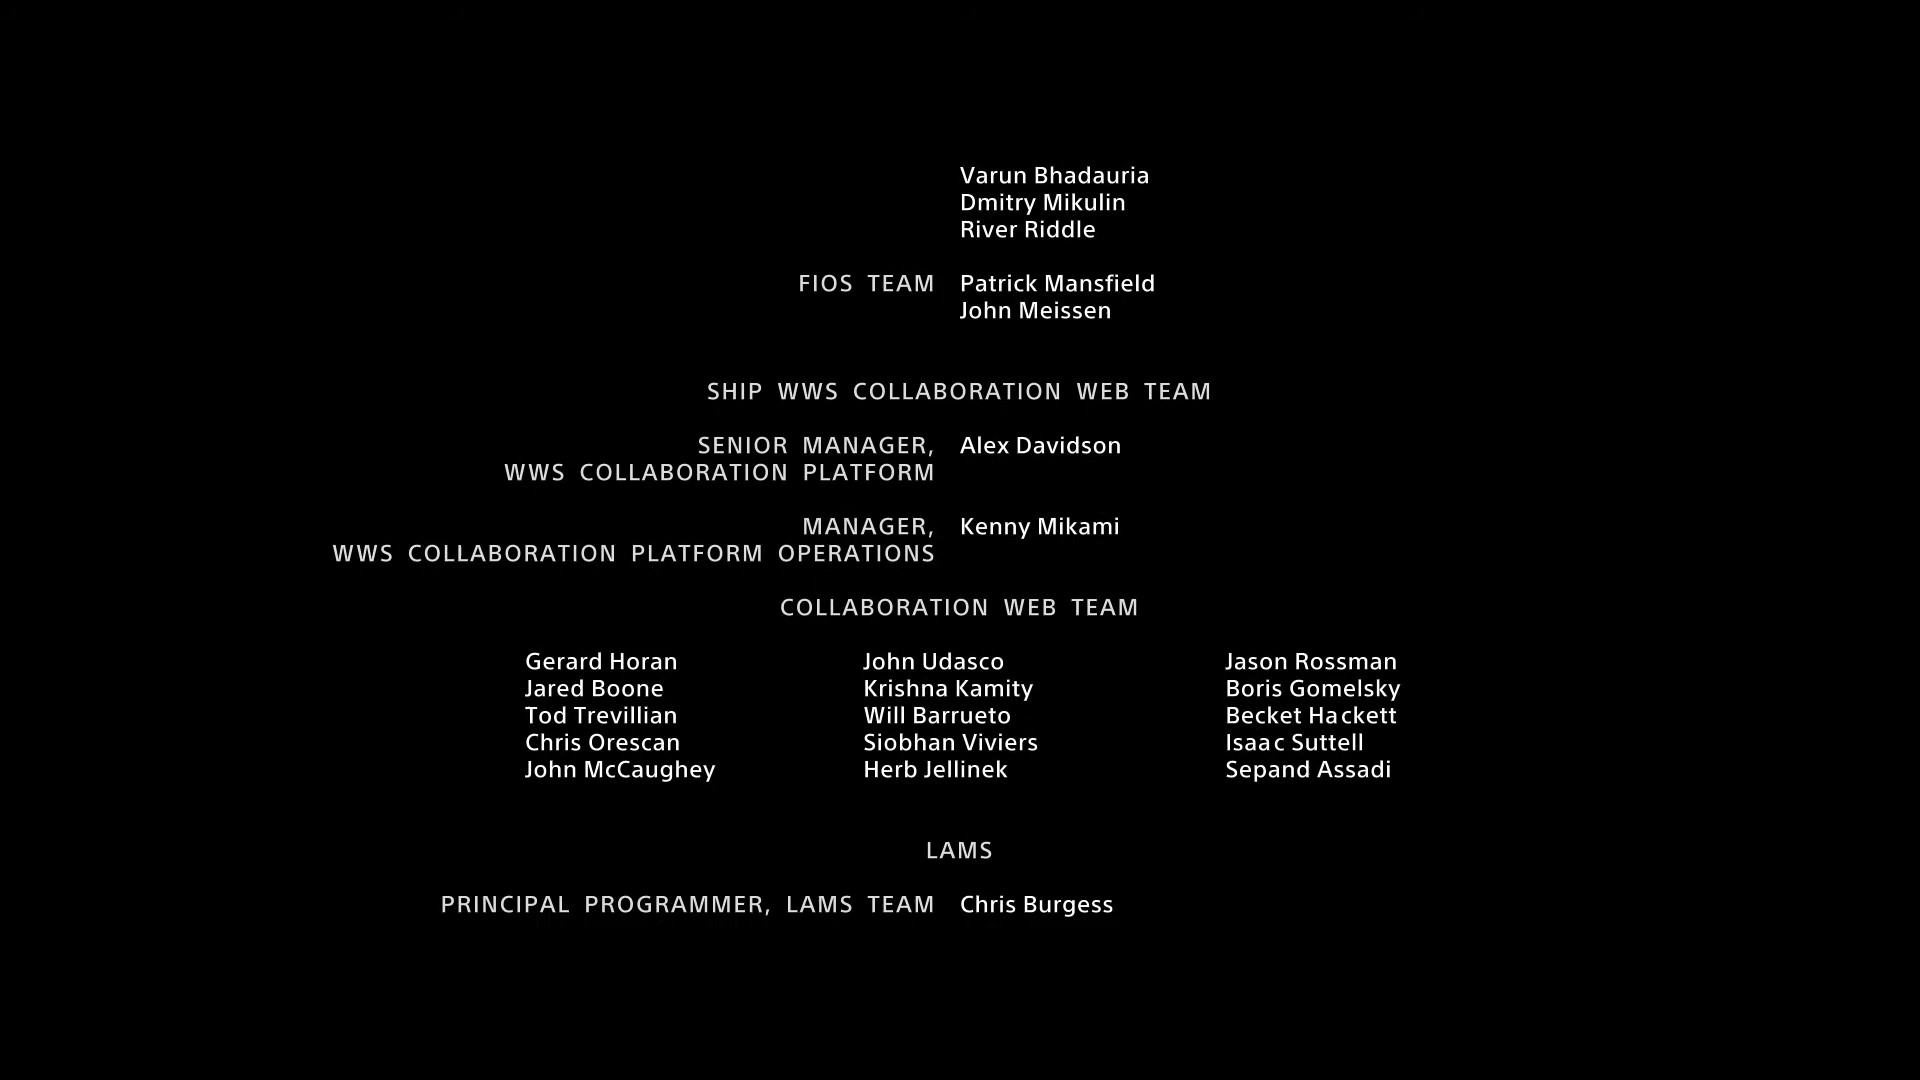 Varun Bhadauria
Dmitry Mikulin
River Riddle
FIOS TEAM Patrick Mansfield
John Meissen
SHIP WWS COLLABORATION WEB TEAM
SENIOR MANAGER, Alex Davidson
WWS COLLABORATION PLATFORM
MANAGER, Kenny Mikami
WWS COLLABORATION PLATFORM OPERATIONS
COLLABORATION WEB TEAM
Gerard Horan John Udasco Jason Rossman
Jared Boone Krishna Kamity Boris Gomelsky
Tod Trevillian Will Barrueto Becket Hackett
Chris Orescan Siobhan Viviers Isaac Suttell
John McCaughey Herb Jellinek Sepand Assadi
LAMS
PRINCIPAL PROGRAMMER, LAMS TEAM Chris Burgess